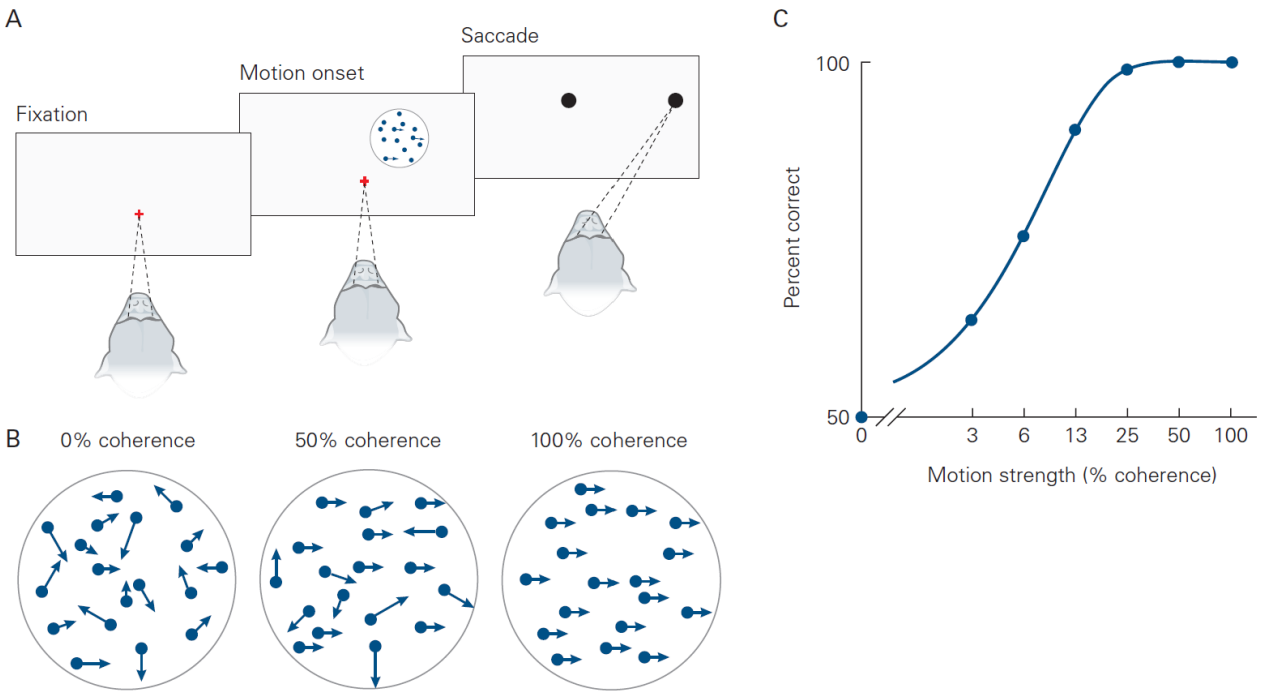 A
Fixation
Motion onset
Saccade
B
0% coherence
50% coherence
100% coherence
C
Percent correct
100
50
0
3
6
13
25
50
100
Motion strength (% coherence)